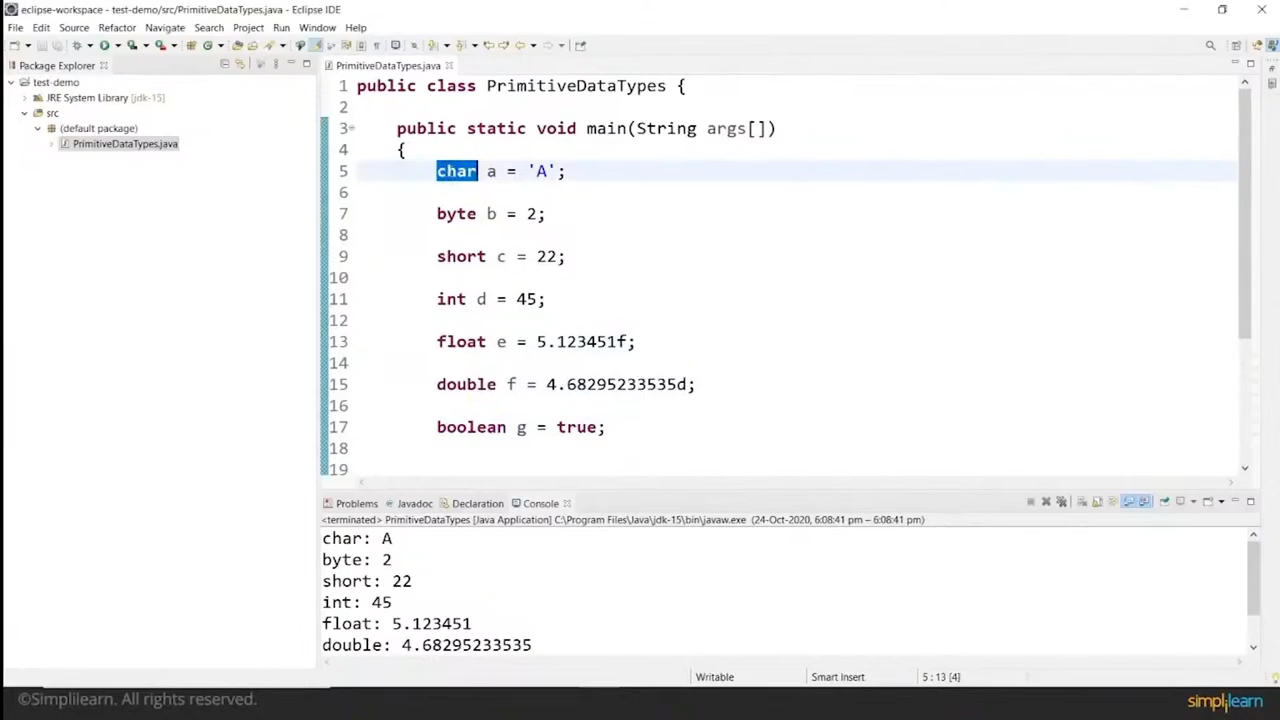 eclipse-workspace - test-demo/src/PrimitiveDataTypes.java - Eclipse IDE
File Edit Source Refactor Navigate Search Project Run Window Help
Package Explorer
PrimitiveDataTypes.java
test-demo
JRE System Library [jdk-15]
src
(default package)
PrimitiveDataTypes.java
1 public class PrimitiveDataTypes {
2
3 public static void main(String args[])
4 {
5 char a = 'A';
6
7 byte b = 2;
8
9 short c = 22;
10
11 int d = 45;
12
13 float e = 5.123451f;
14
15 double f = 4.68295233535d;
16
17 boolean g = true;
18
19
Problems Javadoc Declaration Console
<terminated> PrimitiveDataTypes [Java Application] C:\Program Files\Java\jdk-15\bin\javaw.exe (24-Oct-2020, 6:08:41 pm – 6:08:41 pm)
char: A
byte: 2
short: 22
int: 45
float: 5.123451
double: 4.68295233535
Writable Smart Insert 5 : 13 [4]
©Simplilearn. All rights reserved.
simplilearn